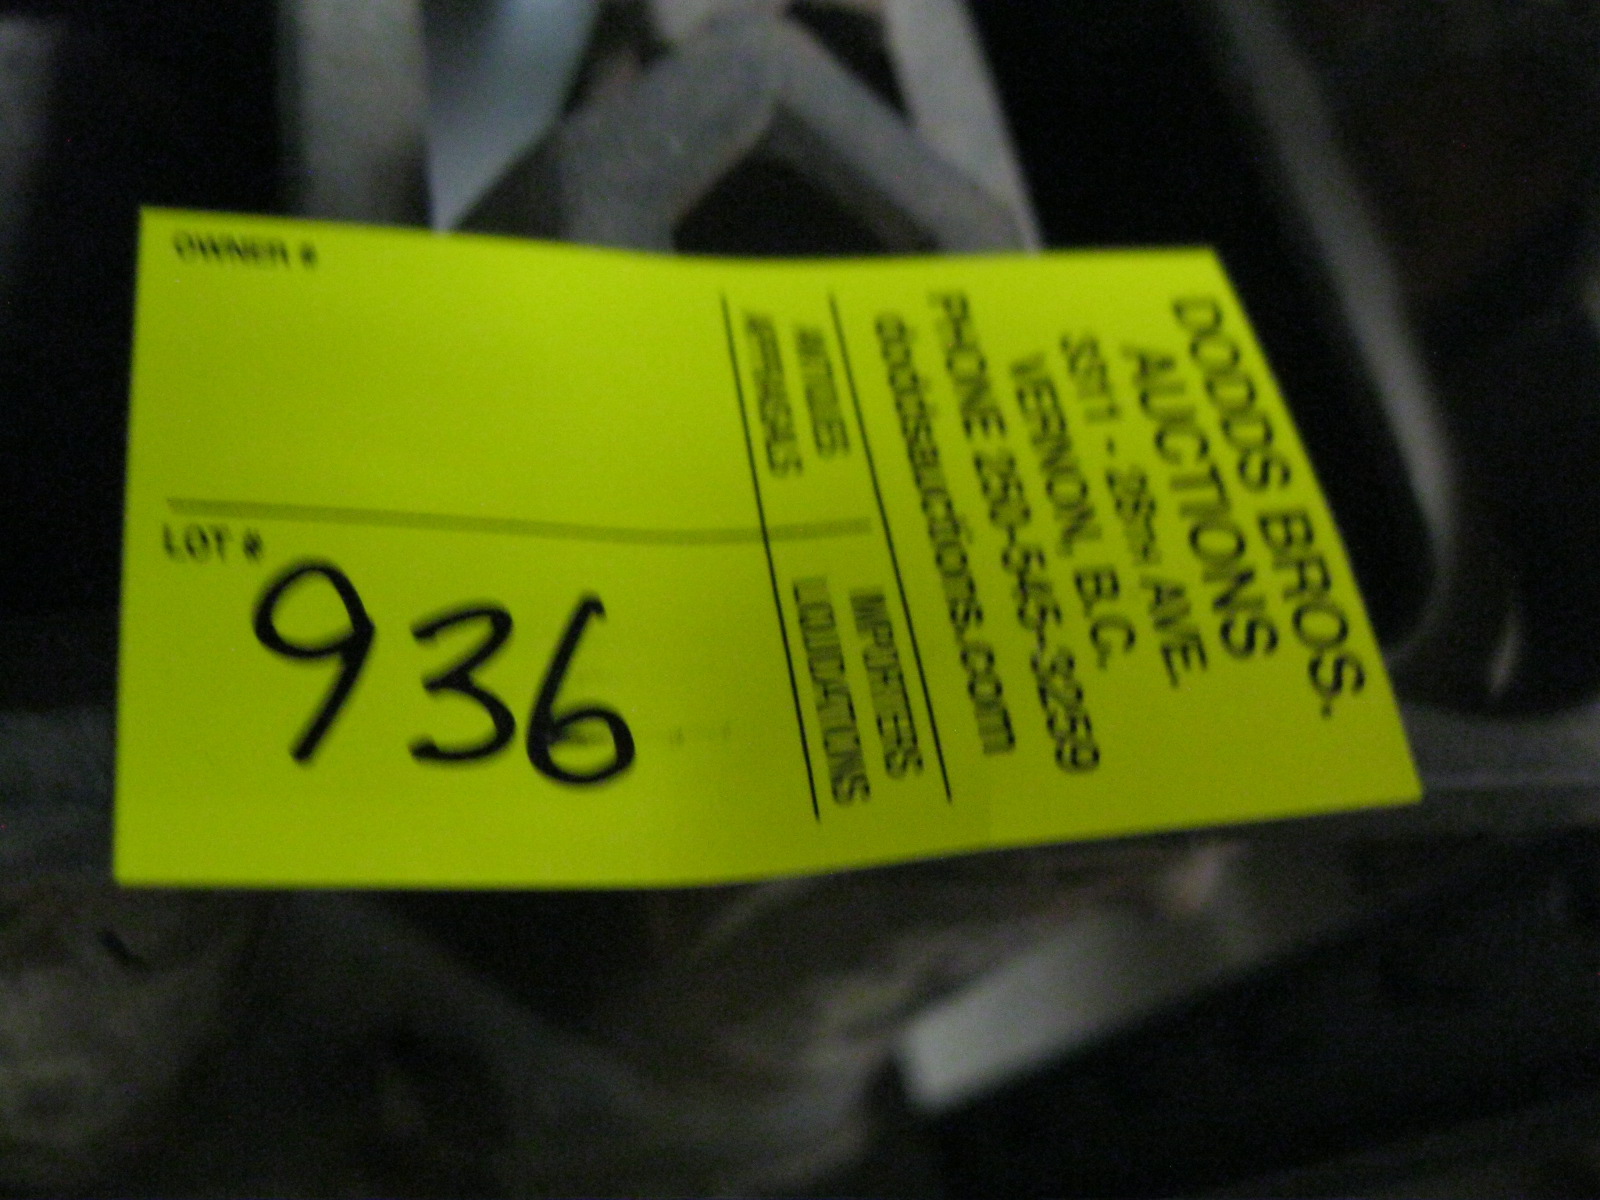 OWNER #
LOT #
936
DODDS BROS.
AUCTIONS
3311 - 28TH AVE.
VERNON, B.C.
PHONE 250-545-3259
doddsauctions.com
ANTIQUES IMPORTERS
APPRAISALS LIQUIDATIONS